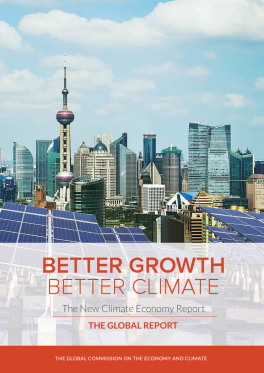 BETTER GROWTH
BETTER CLIMATE
The New Climate Economy Report
THE GLOBAL REPORT
THE GLOBAL COMMISSION ON THE ECONOMY AND CLIMATE